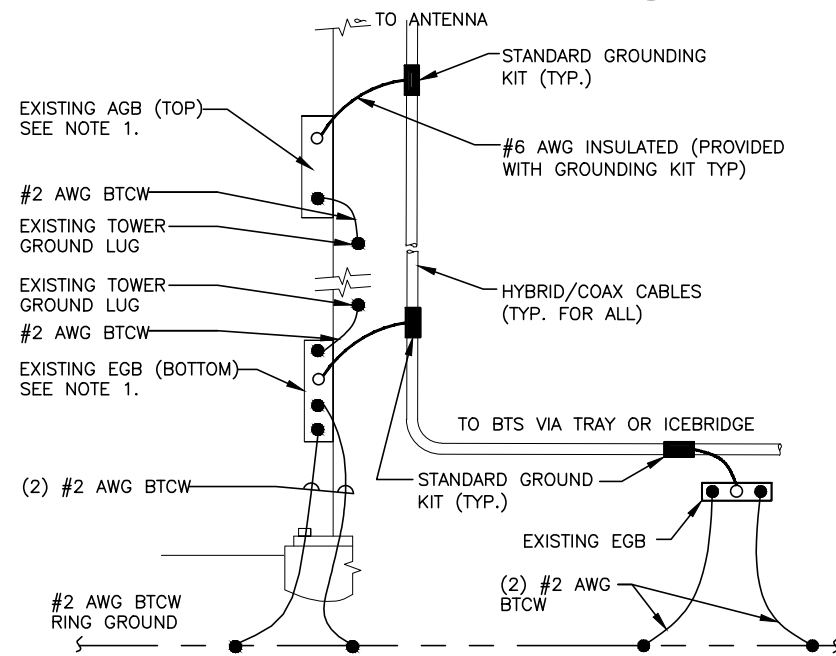 TO ANTENNA
STANDARD GROUNDING
KIT (TYP.)
EXISTING AGB (TOP)
SEE NOTE 1.
#6 AWG INSULATED (PROVIDED
WITH GROUNDING KIT TYP)
#2 AWG BTCW
EXISTING TOWER
GROUND LUG
EXISTING TOWER
GROUND LUG
HYBRID/COAX CABLES
(TYP. FOR ALL)
#2 AWG BTCW
EXISTING EGB (BOTTOM)
SEE NOTE 1.
TO BTS VIA TRAY OR ICEBRIDGE
(2) #2 AWG BTCW
STANDARD GROUND
KIT (TYP.)
EXISTING EGB
(2) #2 AWG
BTCW
#2 AWG BTCW
RING GROUND